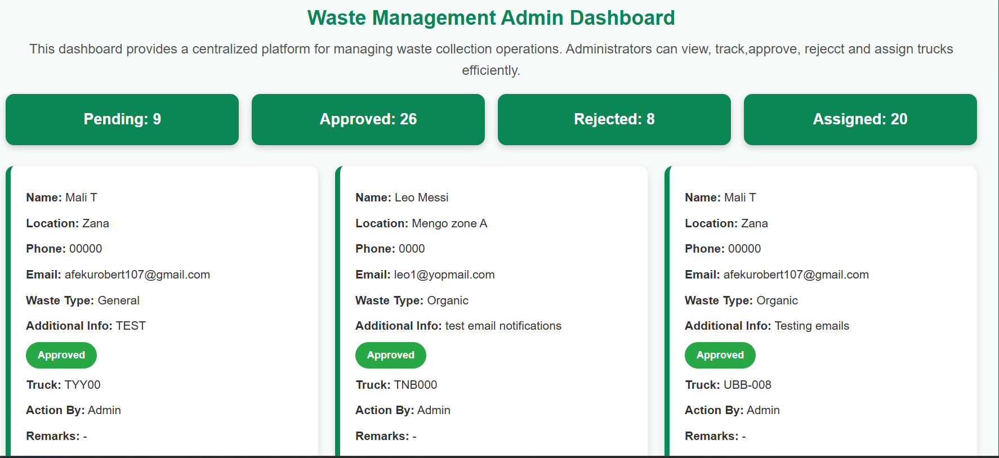 Waste Management Admin Dashboard
This dashboard provides a centralized platform for managing waste collection operations. Administrators can view, track,approve, rejecct and assign trucks
efficiently.
Pending: 9
Approved: 26
Rejected: 8
Assigned: 20
Name: Mali T
Location: Zana
Phone: 00000
Email: afekurobert107@gmail.com
Waste Type: General
Additional Info: TEST
Approved
Truck: TYY00
Action By: Admin
Remarks: -
Name: Leo Messi
Location: Mengo zone A
Phone: 0000
Email: leo1@yopmail.com
Waste Type: Organic
Additional Info: test email notifications
Approved
Truck: TNB000
Action By: Admin
Remarks: -
Name: Mali T
Location: Zana
Phone: 00000
Email: afekurobert107@gmail.com
Waste Type: Organic
Additional Info: Testing emails
Approved
Truck: UBB-008
Action By: Admin
Remarks: -